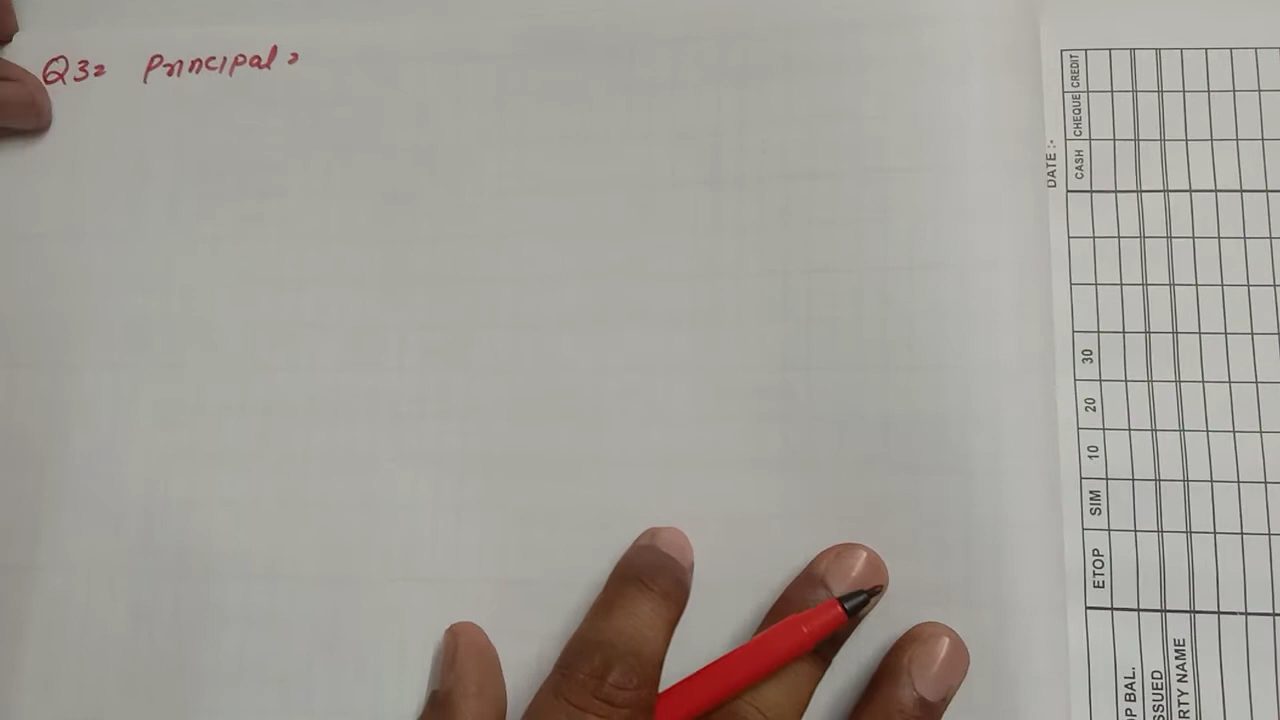 Q3= Principal =
DATE :-
CASH CHEQUE CREDIT
ETOP SIM 10 20 30
P BAL.
SSUED
RTY NAME